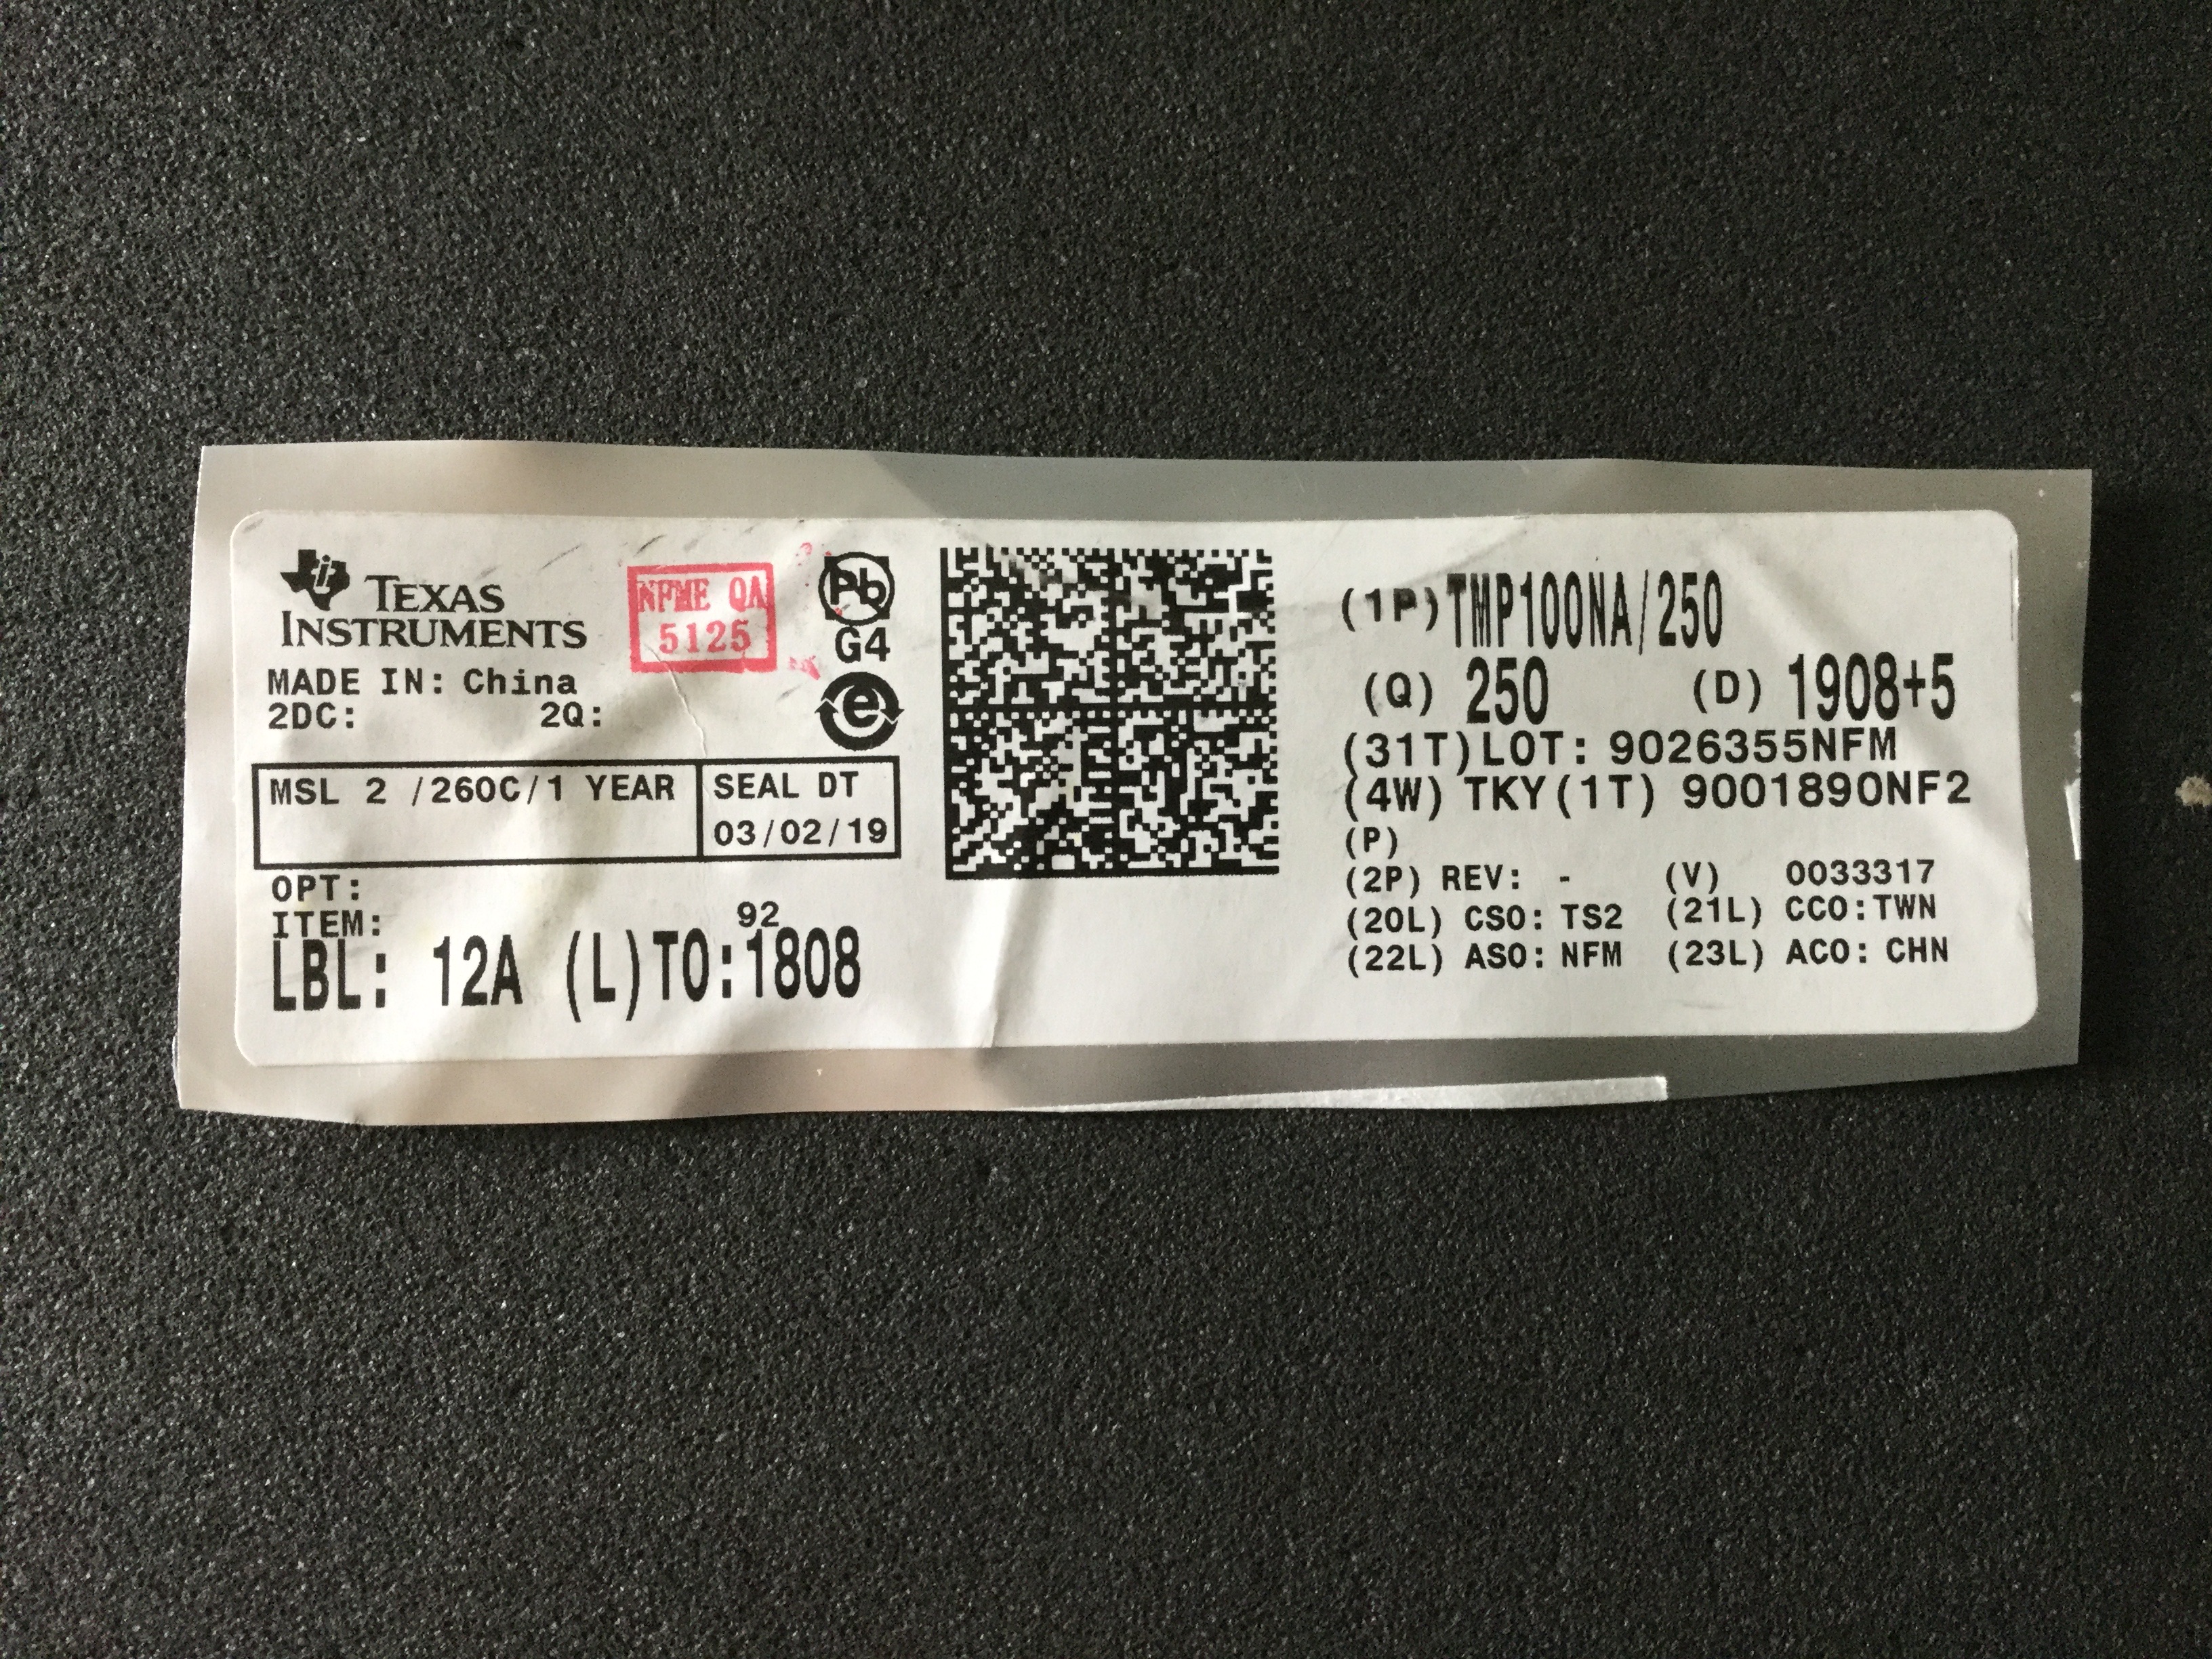 TEXAS
INSTRUMENTS
MADE IN: China
2DC: 2Q:
NFME QA
5125
Pb
G4
e
MSL 2 /260C/1 YEAR
SEAL DT
03/02/19
OPT:
ITEM:
92
LBL: 12A (L)TO:1808
(1P)TMP100NA/250
(Q) 250 (D) 1908+5
(31T)LOT: 9026355NFM
(4W) TKY(1T) 9001890NF2
(P)
(2P) REV: - (V) 0033317
(20L) CSO: TS2 (21L) CCO:TWN
(22L) ASO: NFM (23L) ACO: CHN